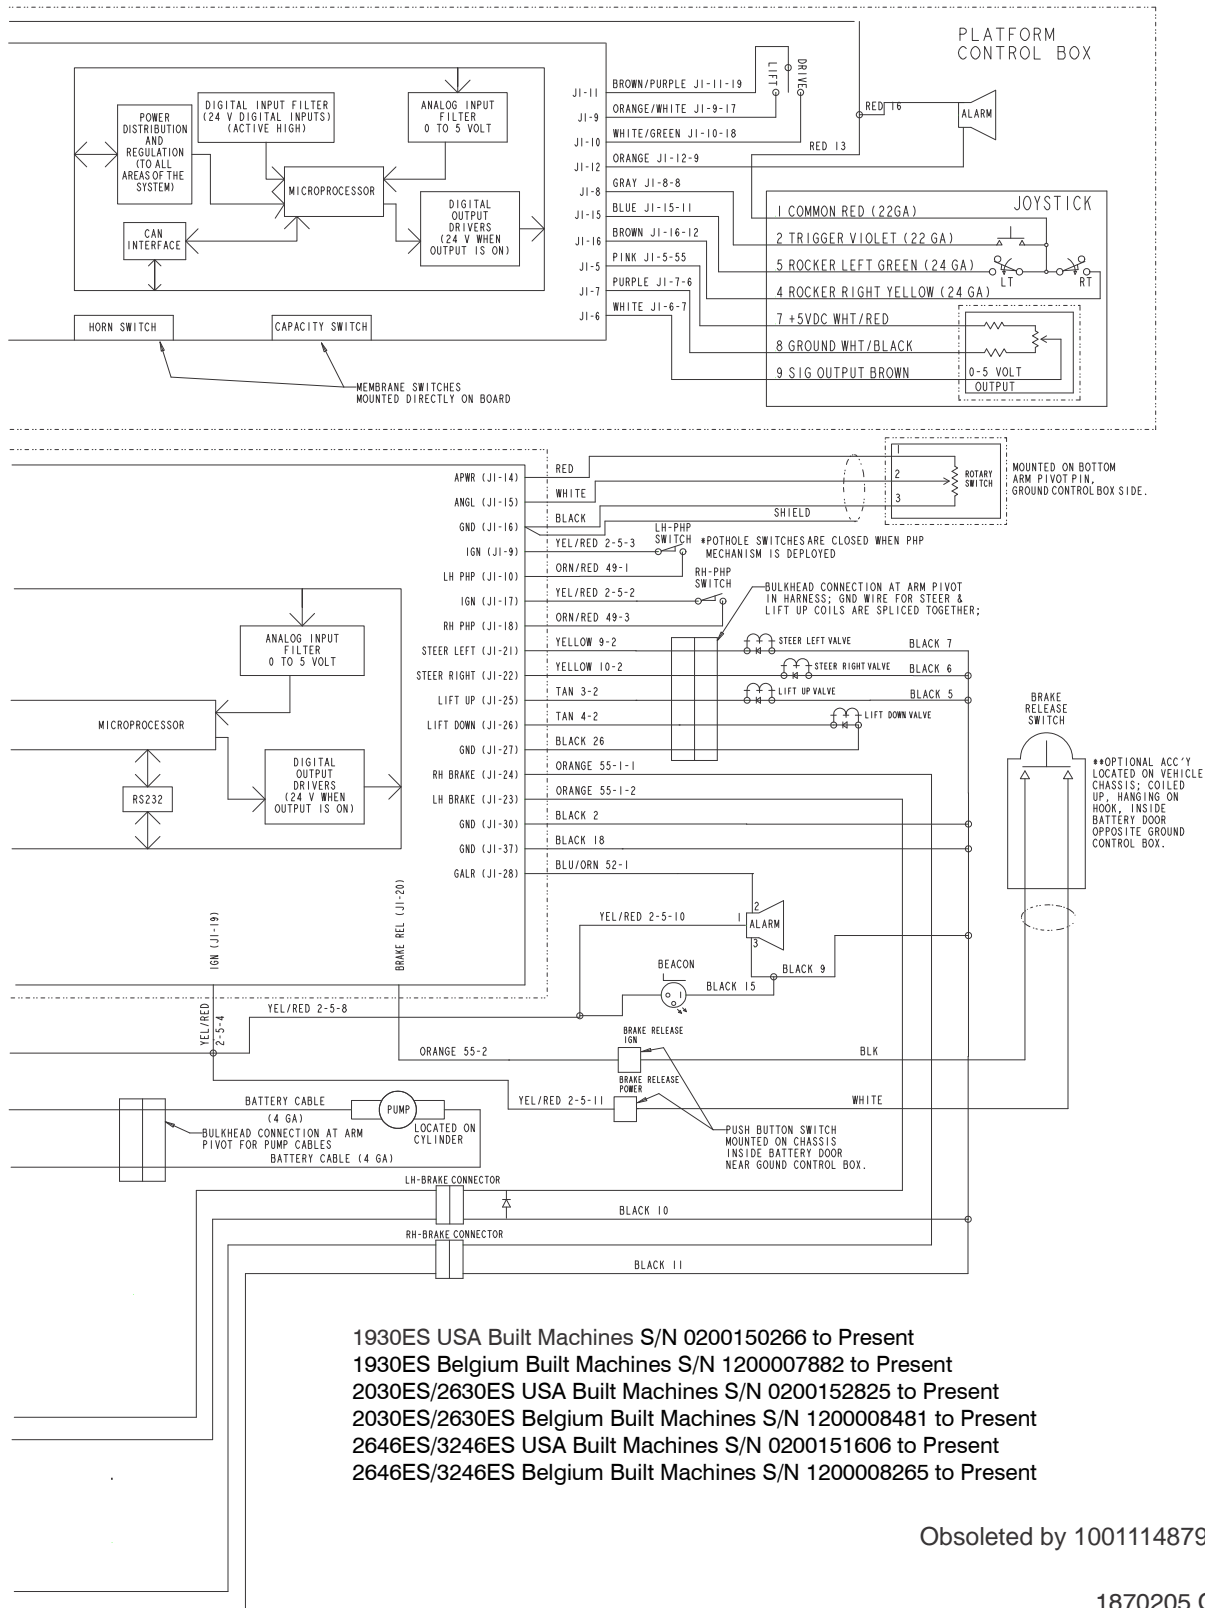 PLATFORM
CONTROL BOX
POWER
DISTRIBUTION
AND
REGULATION
(TO ALL
AREAS OF THE
SYSTEM)
DIGITAL INPUT FILTER
(24 V DIGITAL INPUTS)
(ACTIVE HIGH)
ANALOG INPUT
FILTER
0 TO 5 VOLT
MICROPROCESSOR
CAN
INTERFACE
DIGITAL
OUTPUT
DRIVERS
(24 V WHEN
OUTPUT IS ON)
HORN SWITCH
CAPACITY SWITCH
MEMBRANE SWITCHES
MOUNTED DIRECTLY ON BOARD
J1-11 BROWN/PURPLE J1-11-19
J1-9 ORANGE/WHITE J1-9-17
J1-10 WHITE/GREEN J1-10-18
J1-12 ORANGE J1-12-9
J1-8 GRAY J1-8-8
J1-15 BLUE J1-15-11
J1-16 BROWN J1-16-12
J1-5 PINK J1-5-55
J1-7 PURPLE J1-7-6
J1-6 WHITE J1-6-7
LIFT
DRIVE
RED 16
RED 13
ALARM
JOYSTICK
1 COMMON RED (22GA)
2 TRIGGER VIOLET (22 GA)
5 ROCKER LEFT GREEN (24 GA)
LT
RT
4 ROCKER RIGHT YELLOW (24 GA)
7 +5VDC WHT/RED
8 GROUND WHT/BLACK
9 SIG OUTPUT BROWN
0-5 VOLT
OUTPUT
APWR (J1-14) RED
ANGL (J1-15) WHITE
GND (J1-16) BLACK
SHIELD
1
2
3
ROTARY
SWITCH
MOUNTED ON BOTTOM
ARM PIVOT PIN,
GROUND CONTROL BOX SIDE.
IGN (J1-9) YEL/RED 2-5-3
LH-PHP
SWITCH
*POTHOLE SWITCHES ARE CLOSED WHEN PHP
MECHANISM IS DEPLOYED
LH PHP (J1-10) ORN/RED 49-1
RH-PHP
SWITCH
IGN (J1-17) YEL/RED 2-5-2
RH PHP (J1-18) ORN/RED 49-3
BULKHEAD CONNECTION AT ARM PIVOT
IN HARNESS; GND WIRE FOR STEER &
LIFT UP COILS ARE SPLICED TOGETHER;
STEER LEFT (J1-21) YELLOW 9-2 STEER LEFT VALVE BLACK 7
STEER RIGHT (J1-22) YELLOW 10-2 STEER RIGHT VALVE BLACK 6
LIFT UP (J1-25) TAN 3-2 LIFT UP VALVE BLACK 5
LIFT DOWN (J1-26) TAN 4-2 LIFT DOWN VALVE
GND (J1-27) BLACK 26
RH BRAKE (J1-24) ORANGE 55-1-1
LH BRAKE (J1-23) ORANGE 55-1-2
GND (J1-30) BLACK 2
GND (J1-37) BLACK 18
GALR (J1-28) BLU/ORN 52-1
ANALOG INPUT
FILTER
0 TO 5 VOLT
MICROPROCESSOR
DIGITAL
OUTPUT
DRIVERS
(24 V WHEN
OUTPUT IS ON)
RS232
BRAKE
RELEASE
SWITCH
**OPTIONAL ACC'Y
LOCATED ON VEHICLE
CHASSIS; COILED
UP, HANGING ON
HOOK, INSIDE
BATTERY DOOR
OPPOSITE GROUND
CONTROL BOX.
IGN (J1-19)
BRAKE REL (J1-20)
YEL/RED 2-5-10
2
1
ALARM
3
BLACK 9
BEACON
BLACK 15
YEL/RED
2-5-4
YEL/RED 2-5-8
BRAKE RELEASE
IGN
ORANGE 55-2
BLK
BRAKE RELEASE
POWER
YEL/RED 2-5-11
WHITE
BATTERY CABLE
(4 GA)
PUMP
LOCATED ON
CYLINDER
BULKHEAD CONNECTION AT ARM
PIVOT FOR PUMP CABLES
BATTERY CABLE (4 GA)
PUSH BUTTON SWITCH
MOUNTED ON CHASSIS
INSIDE BATTERY DOOR
NEAR GOUND CONTROL BOX.
LH-BRAKE CONNECTOR
BLACK 10
RH-BRAKE CONNECTOR
BLACK 11
1930ES USA Built Machines S/N 0200150266 to Present
1930ES Belgium Built Machines S/N 1200007882 to Present
2030ES/2630ES USA Built Machines S/N 0200152825 to Present
2030ES/2630ES Belgium Built Machines S/N 1200008481 to Present
2646ES/3246ES USA Built Machines S/N 0200151606 to Present
2646ES/3246ES Belgium Built Machines S/N 1200008265 to Present
Obsoleted by 1001114879
1870205